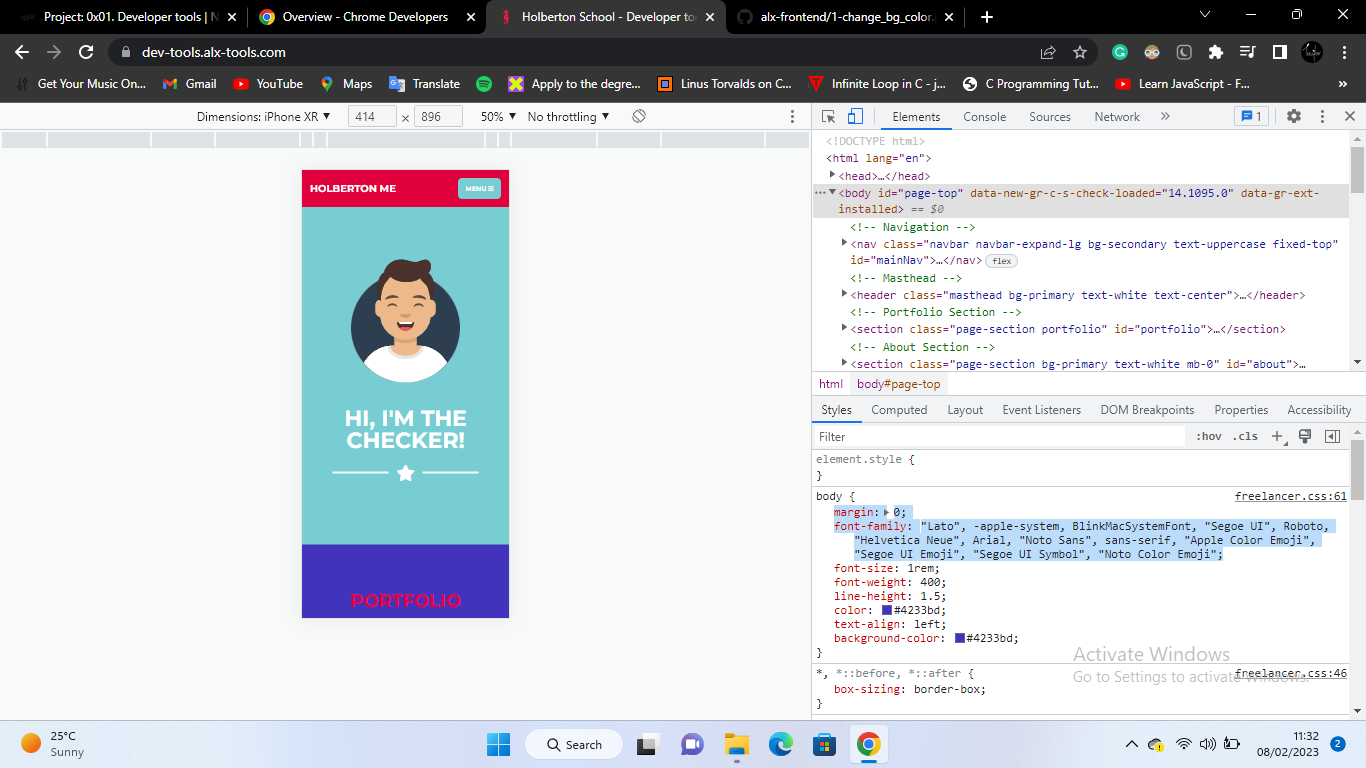 Project: 0x01. Developer tools | N
Overview - Chrome Developers
Holberton School - Developer to
alx-frontend/1-change_bg_color.
dev-tools.alx-tools.com
Get Your Music On...
Gmail
YouTube
Maps
Translate
Apply to the degre...
Linus Torvalds on C...
Infinite Loop in C - j...
C Programming Tut...
Learn JavaScript - F...
»
Dimensions: iPhone XR ▼
414 × 896
50% ▼
No throttling ▼
Elements
Console
Sources
Network
»
1
HOLBERTON ME
MENU
HI, I'M THE
CHECKER!
PORTFOLIO
<!DOCTYPE html>
<html lang="en">
<head>…</head>
<body id="page-top" data-new-gr-c-s-check-loaded="14.1095.0" data-gr-ext-
installed> == $0
<!-- Navigation -->
<nav class="navbar navbar-expand-lg bg-secondary text-uppercase fixed-top"
id="mainNav">…</nav> flex
<!-- Masthead -->
<header class="masthead bg-primary text-white text-center">…</header>
<!-- Portfolio Section -->
<section class="page-section portfolio" id="portfolio">…</section>
<!-- About Section -->
<section class="page-section bg-primary text-white mb-0" id="about">…
html
body#page-top
Styles
Computed
Layout
Event Listeners
DOM Breakpoints
Properties
Accessibility
Filter
:hov
.cls
element.style {
}
body {
freelancer.css:61
margin: 0;
font-family: "Lato", -apple-system, BlinkMacSystemFont, "Segoe UI", Roboto,
"Helvetica Neue", Arial, "Noto Sans", sans-serif, "Apple Color Emoji",
"Segoe UI Emoji", "Segoe UI Symbol", "Noto Color Emoji";
font-size: 1rem;
font-weight: 400;
line-height: 1.5;
color: #4233bd;
text-align: left;
background-color: #4233bd;
}
Activate Windows
Go to Settings to activate Windows.
*, *::before, *::after {
freelancer.css:46
box-sizing: border-box;
}
25°C
Sunny
Search
11:32
08/02/2023
2